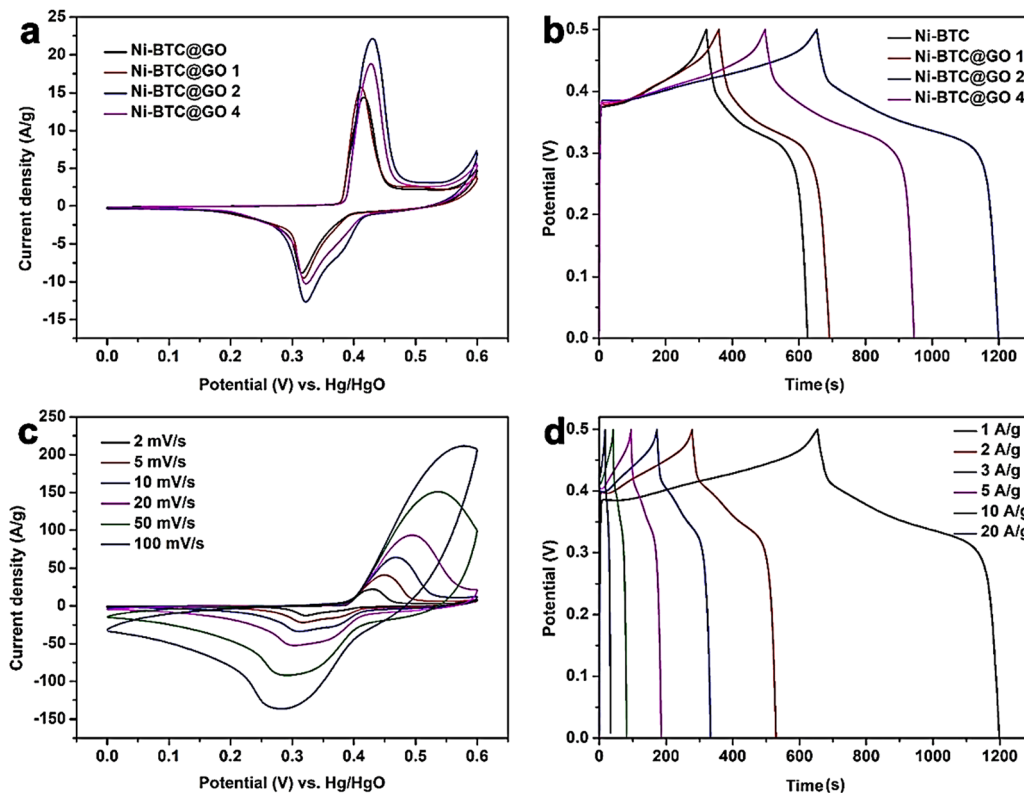 a
25
20
15
10
5
0
-5
-10
-15
Current density (A/g)
Ni-BTC@GO
Ni-BTC@GO 1
Ni-BTC@GO 2
Ni-BTC@GO 4
0.0 0.1 0.2 0.3 0.4 0.5 0.6
Potential (V) vs. Hg/HgO
b
0.5
0.4
0.3
0.2
0.1
0.0
Potential (V)
Ni-BTC
Ni-BTC@GO 1
Ni-BTC@GO 2
Ni-BTC@GO 4
0 200 400 600 800 1000 1200
Time (s)
c
250
200
150
100
50
0
-50
-100
-150
Current density (A/g)
2 mV/s
5 mV/s
10 mV/s
20 mV/s
50 mV/s
100 mV/s
0.0 0.1 0.2 0.3 0.4 0.5 0.6
Potential (V) vs. Hg/HgO
d
0.5
0.4
0.3
0.2
0.1
0.0
Potential (V)
1 A/g
2 A/g
3 A/g
5 A/g
10 A/g
20 A/g
0 200 400 600 800 1000 1200
Time (s)